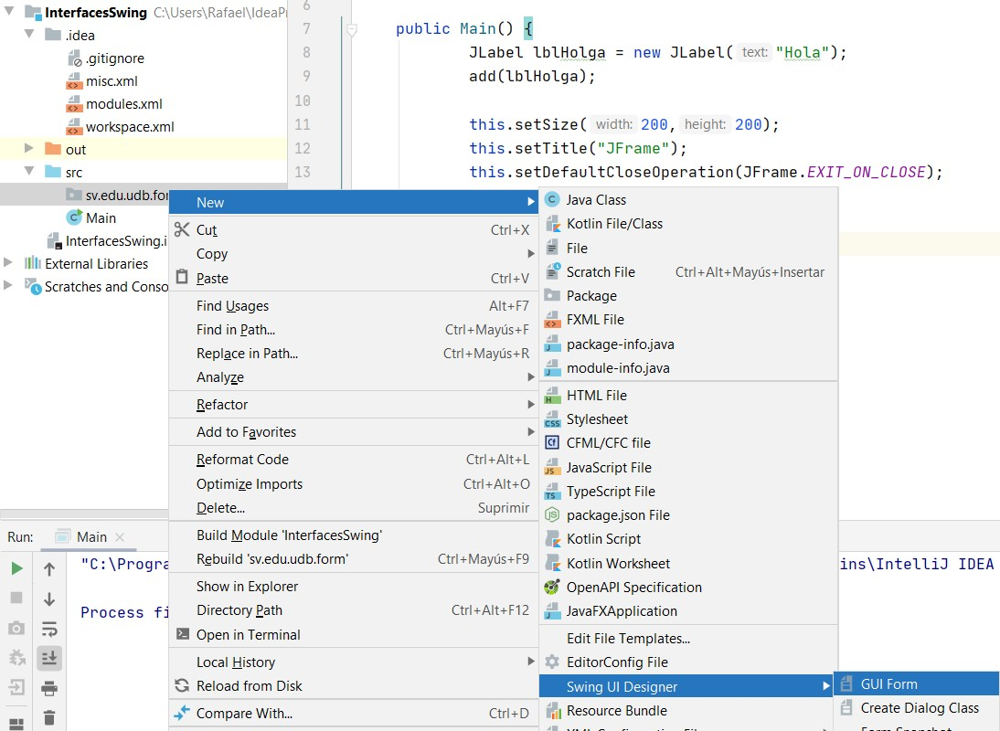 InterfacesSwing C:\Users\Rafael\IdeaPr
.idea
.gitignore
misc.xml
modules.xml
workspace.xml
out
src
sv.edu.udb.for
Main
InterfacesSwing.i
External Libraries
Scratches and Conso
6
7 public Main() {
8 JLabel lblHolga = new JLabel( text: "Hola");
9 add(lblHolga);
10
11 this.setSize( width: 200, height: 200);
12 this.setTitle("JFrame");
13 this.setDefaultCloseOperation(JFrame.EXIT_ON_CLOSE);
New
Cut Ctrl+X
Copy
Paste Ctrl+V
Find Usages Alt+F7
Find in Path... Ctrl+Mayús+F
Replace in Path... Ctrl+Mayús+R
Analyze
Refactor
Add to Favorites
Reformat Code Ctrl+Alt+L
Optimize Imports Ctrl+Alt+O
Delete... Suprimir
Build Module 'InterfacesSwing'
Rebuild 'sv.edu.udb.form' Ctrl+Mayús+F9
Show in Explorer
Directory Path Ctrl+Alt+F12
Open in Terminal
Local History
Reload from Disk
Compare With... Ctrl+D
Java Class
Kotlin File/Class
File
Scratch File Ctrl+Alt+Mayús+Insertar
Package
FXML File
package-info.java
module-info.java
HTML File
Stylesheet
CFML/CFC file
JavaScript File
TypeScript File
package.json File
Kotlin Script
Kotlin Worksheet
OpenAPI Specification
JavaFXApplication
Edit File Templates...
EditorConfig File
Swing UI Designer
Resource Bundle
GUI Form
Create Dialog Class
Run: Main
"C:\Progra
ins\IntelliJ IDEA
Process fi